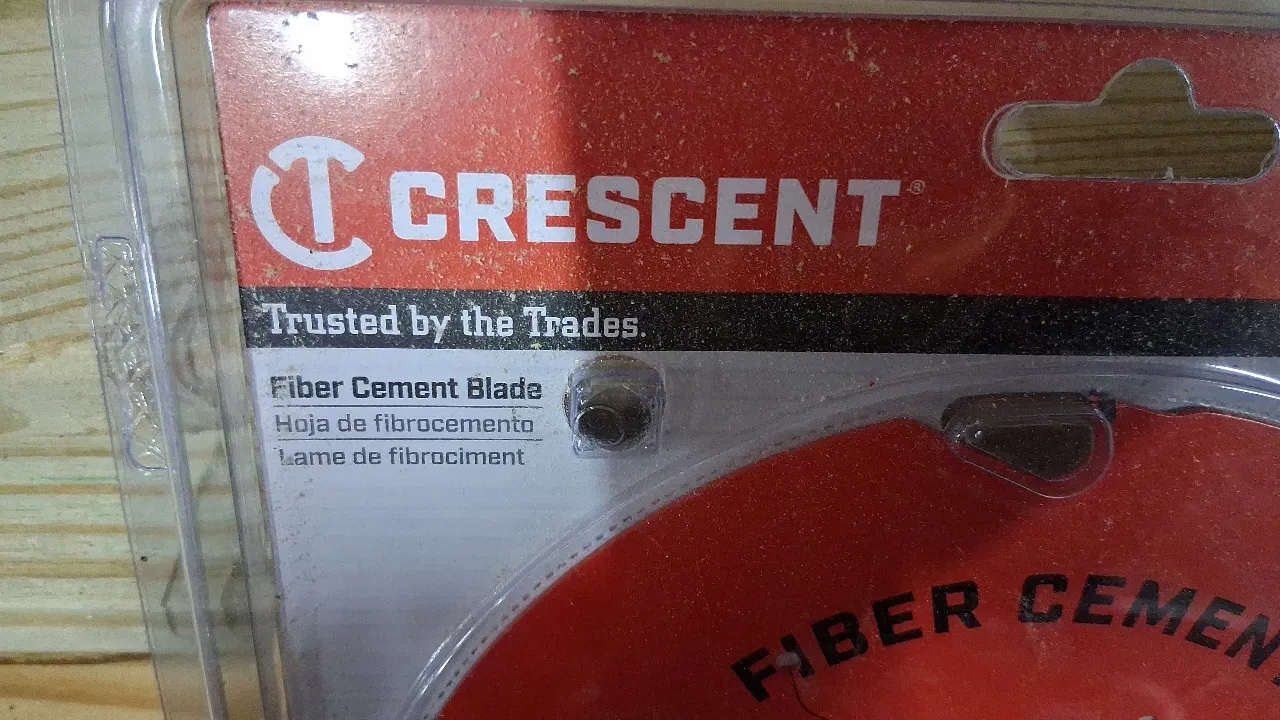 CRESCENT®
Trusted by the Trades.
Fiber Cement Blade
Hoja de fibrocemento
Lame de fibrociment
FIBER CEMEN